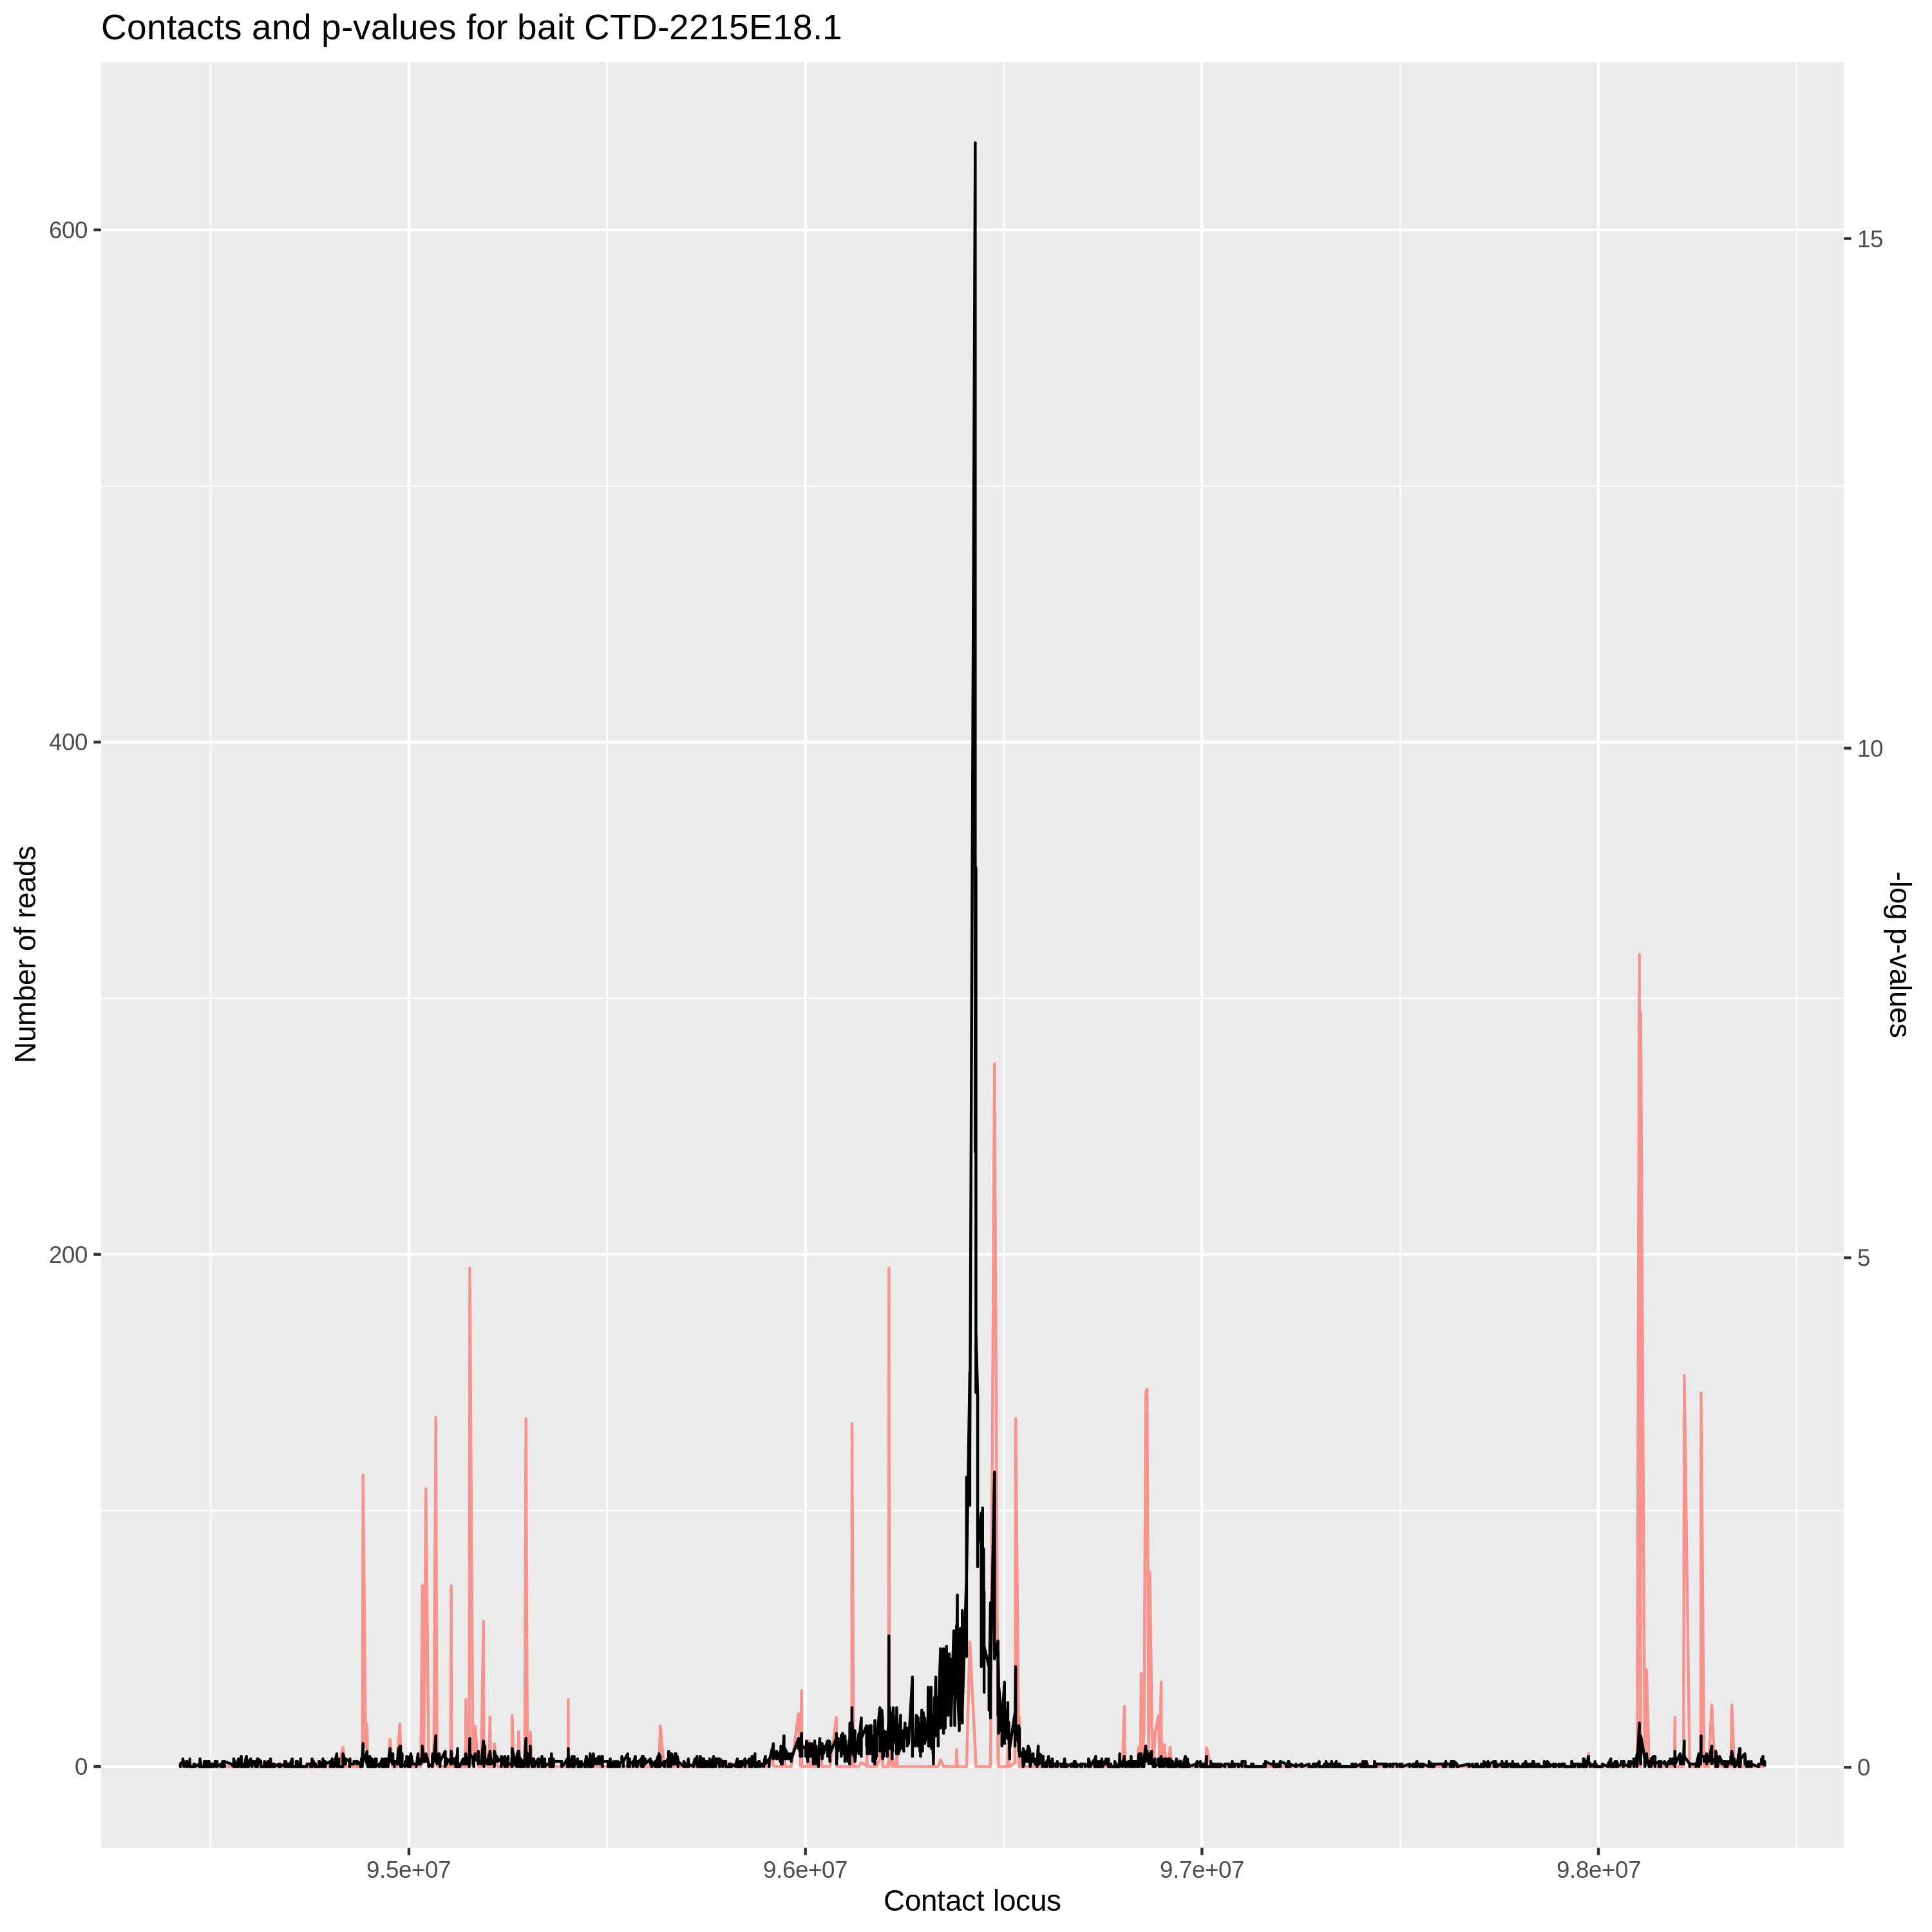 Contacts and p-values for bait CTD-2215E18.1
600
400
200
0
Number of reads
15
10
5
0
-log p-values
9.5e+07
9.6e+07
9.7e+07
9.8e+07
Contact locus